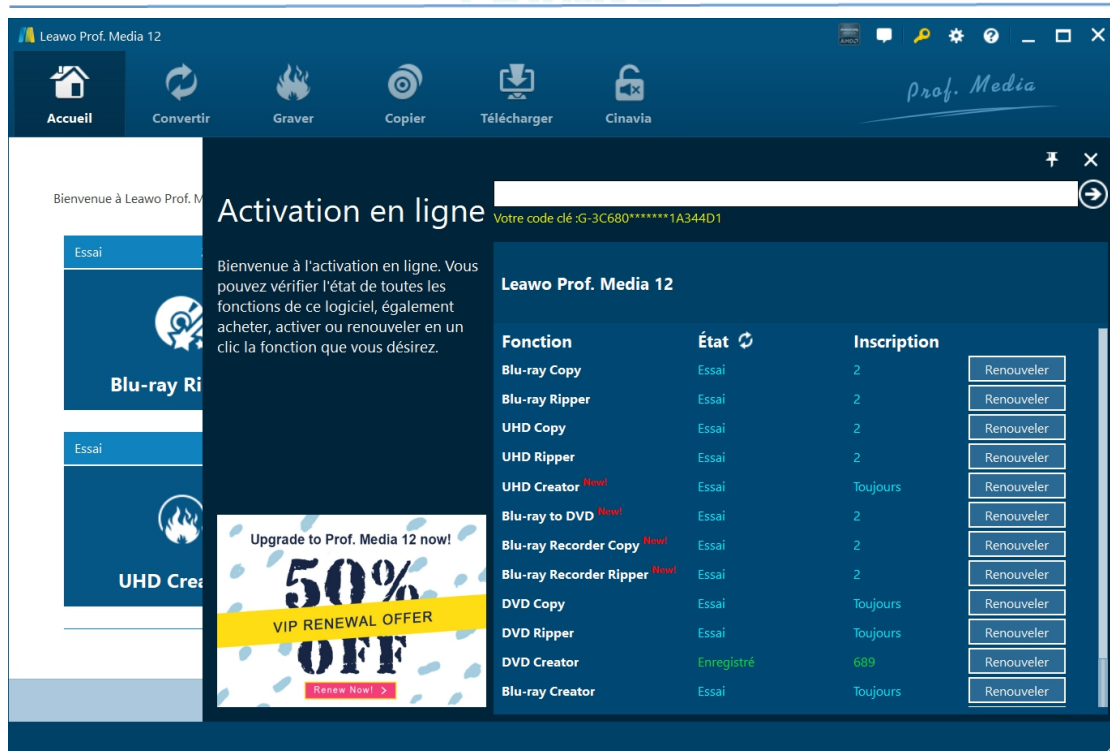 Leawo Prof. Media 12
Accueil
Convertir
Graver
Copier
Télécharger
Cinavia
Prof. Media
Bienvenue à Leawo Prof. M
Activation en ligne
Votre code clé :G-3C680*******1A344D1
Bienvenue à l'activation en ligne. Vous
pouvez vérifier l'état de toutes les
fonctions de ce logiciel, également
acheter, activer ou renouveler en un
clic la fonction que vous désirez.
Essai
Blu-ray Ri
Essai
UHD Crea
Upgrade to Prof. Media 12 now!
50%
VIP RENEWAL OFFER
OFF
Renew Now! >
Leawo Prof. Media 12
Fonction État Inscription
Blu-ray Copy Essai 2 Renouveler
Blu-ray Ripper Essai 2 Renouveler
UHD Copy Essai 2 Renouveler
UHD Ripper Essai 2 Renouveler
UHD Creator New! Essai Toujours Renouveler
Blu-ray to DVD New! Essai 2 Renouveler
Blu-ray Recorder Copy New! Essai 2 Renouveler
Blu-ray Recorder Ripper New! Essai 2 Renouveler
DVD Copy Essai Toujours Renouveler
DVD Ripper Essai Toujours Renouveler
DVD Creator Enregistré 689 Renouveler
Blu-ray Creator Essai Toujours Renouveler